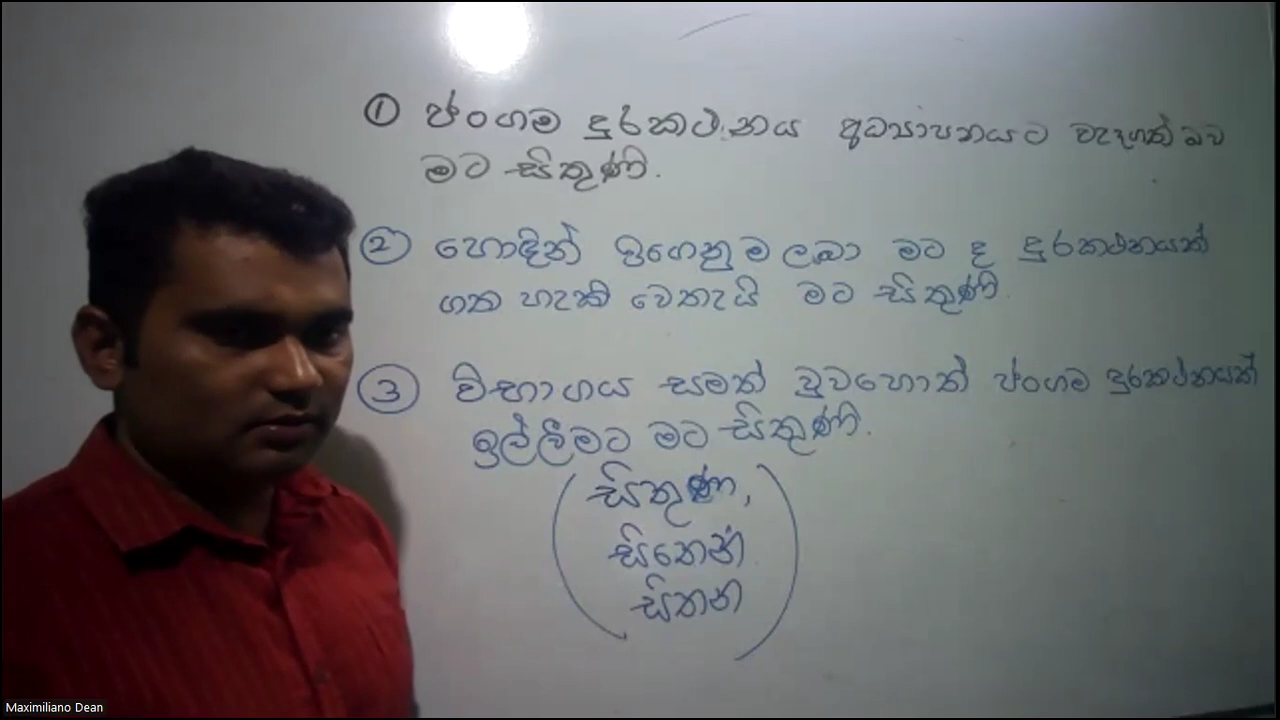 ① ජංගම දුරකථනය අධ්‍යාපනයට වැදගත් බව
මට සිතුණි.
② හොඳින් ඉගෙනුම ලබා මට ද දුරකථනයක්
ගත හැකි වෙතැයි මට සිතුණි.
③ විභාගය සමත් වුවහොත් ජංගම දුරකථනයක්
ඉල්ලීමට මට සිතුණි.
(සිතුණා,
සිතෙන්
සිතන)
Maximiliano Dean